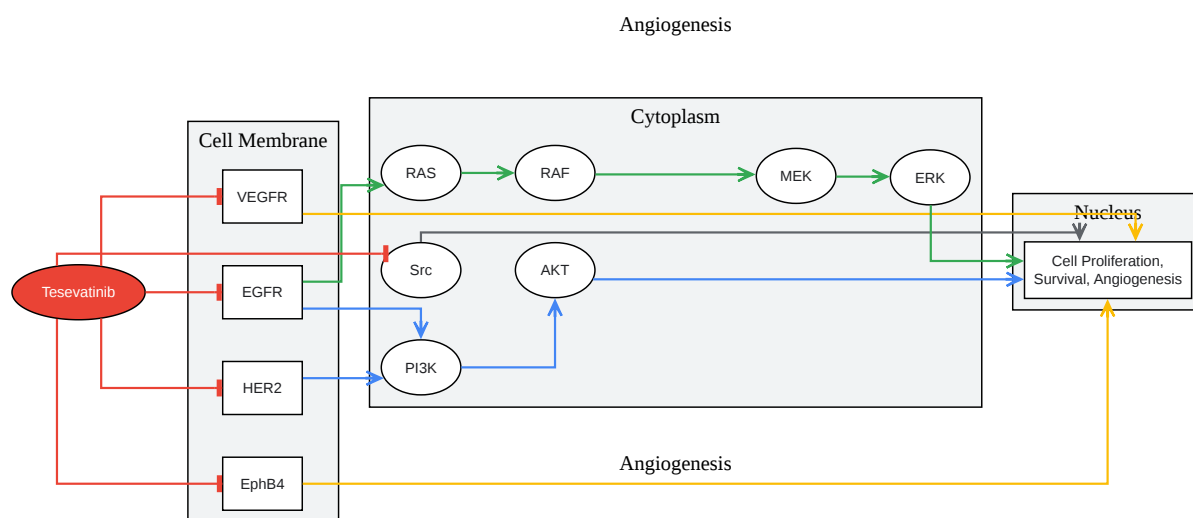 Angiogenesis
Cytoplasm
Cell Membrane
RAS
RAF
MEK
ERK
VEGFR
Nucleus
Src
AKT
Cell Proliferation,
Survival, Angiogenesis
Tesevatinib
EGFR
PI3K
HER2
Angiogenesis
EphB4